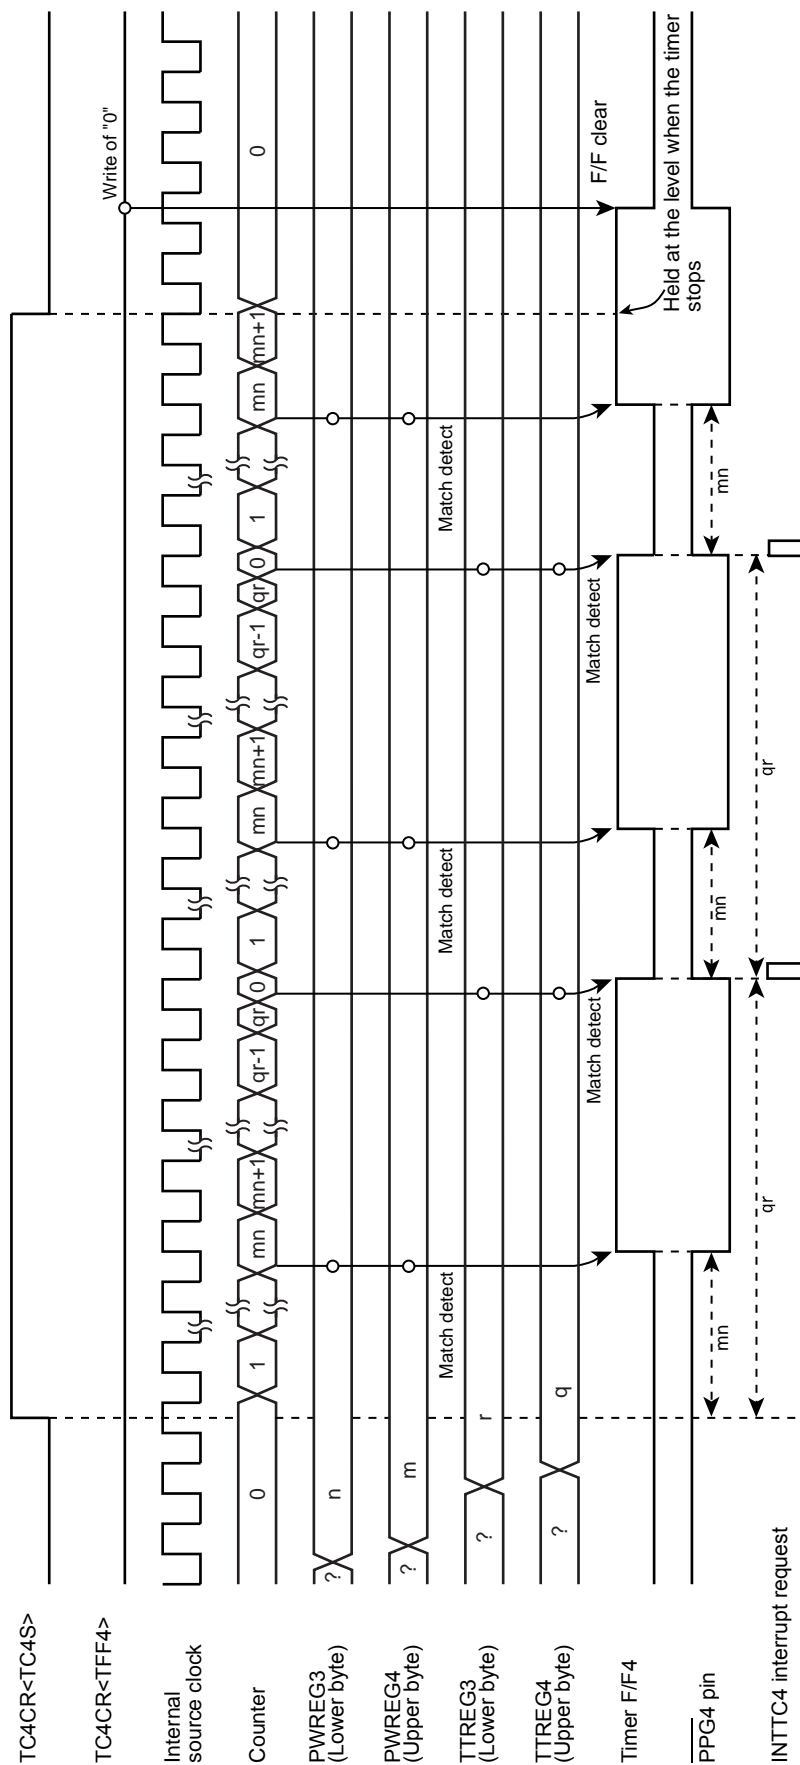 TC4CR<TC4S>
TC4CR<TFF4>
Write of "0"
Internal
source clock
Counter
0
1
mn
mn+1
qr-1
qr
0
1
mn
mn+1
qr-1
qr
0
1
mn
mn+1
0
PWREG3
(Lower byte)
?
n
PWREG4
(Upper byte)
?
m
Match detect
Match detect
Match detect
TTREG3
(Lower byte)
?
r
TTREG4
(Upper byte)
?
q
Match detect
Match detect
F/F clear
Timer F/F4
Held at the level when the timer
stops
PPG4 pin
mn
mn
mn
qr
qr
INTTC4 interrupt request